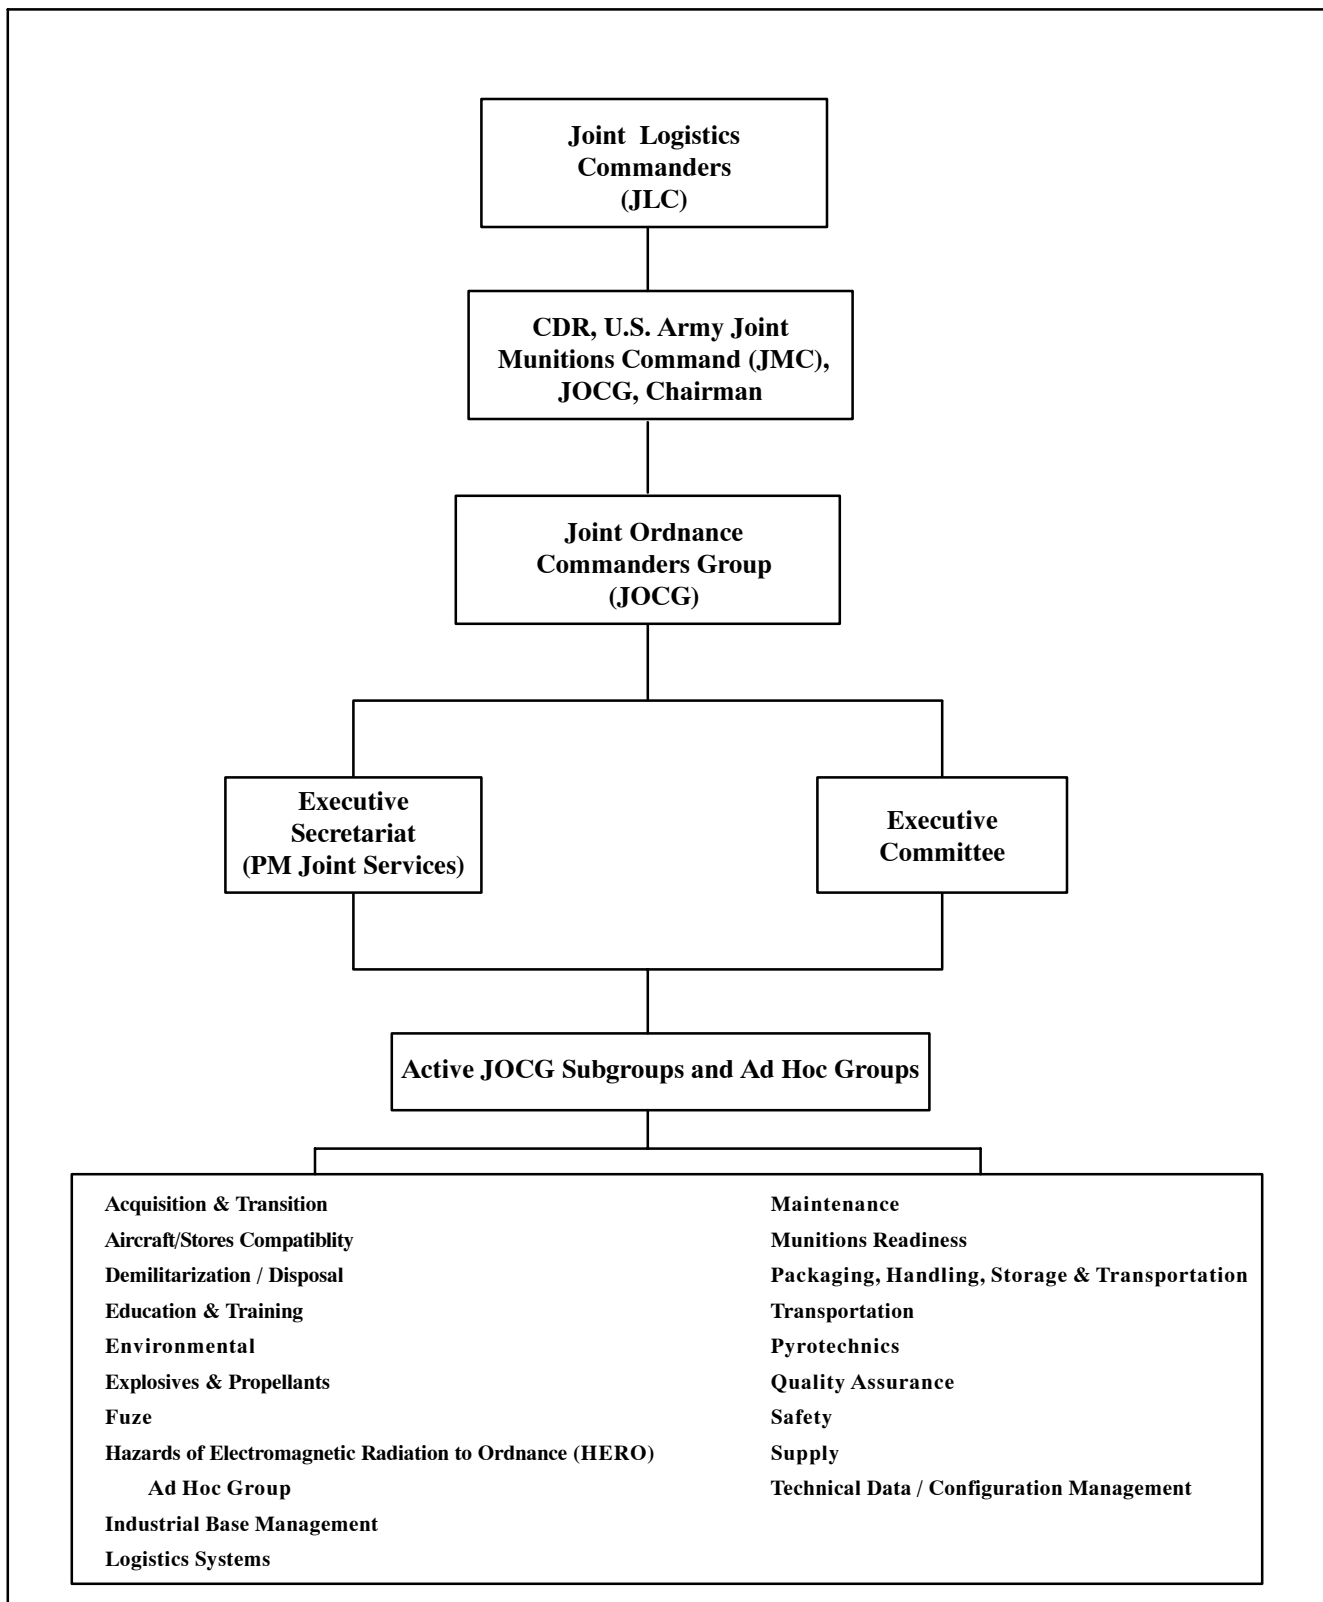 Joint Logistics
Commanders
(JLC)
CDR, U.S. Army Joint
Munitions Command (JMC),
JOCG, Chairman
Joint Ordnance
Commanders Group
(JOCG)
Executive
Secretariat
(PM Joint Services)
Executive
Committee
Active JOCG Subgroups and Ad Hoc Groups
Acquisition & Transition
Aircraft/Stores Compatiblity
Demilitarization / Disposal
Education & Training
Environmental
Explosives & Propellants
Fuze
Hazards of Electromagnetic Radiation to Ordnance (HERO)
Ad Hoc Group
Industrial Base Management
Logistics Systems
Maintenance
Munitions Readiness
Packaging, Handling, Storage & Transportation
Transportation
Pyrotechnics
Quality Assurance
Safety
Supply
Technical Data / Configuration Management